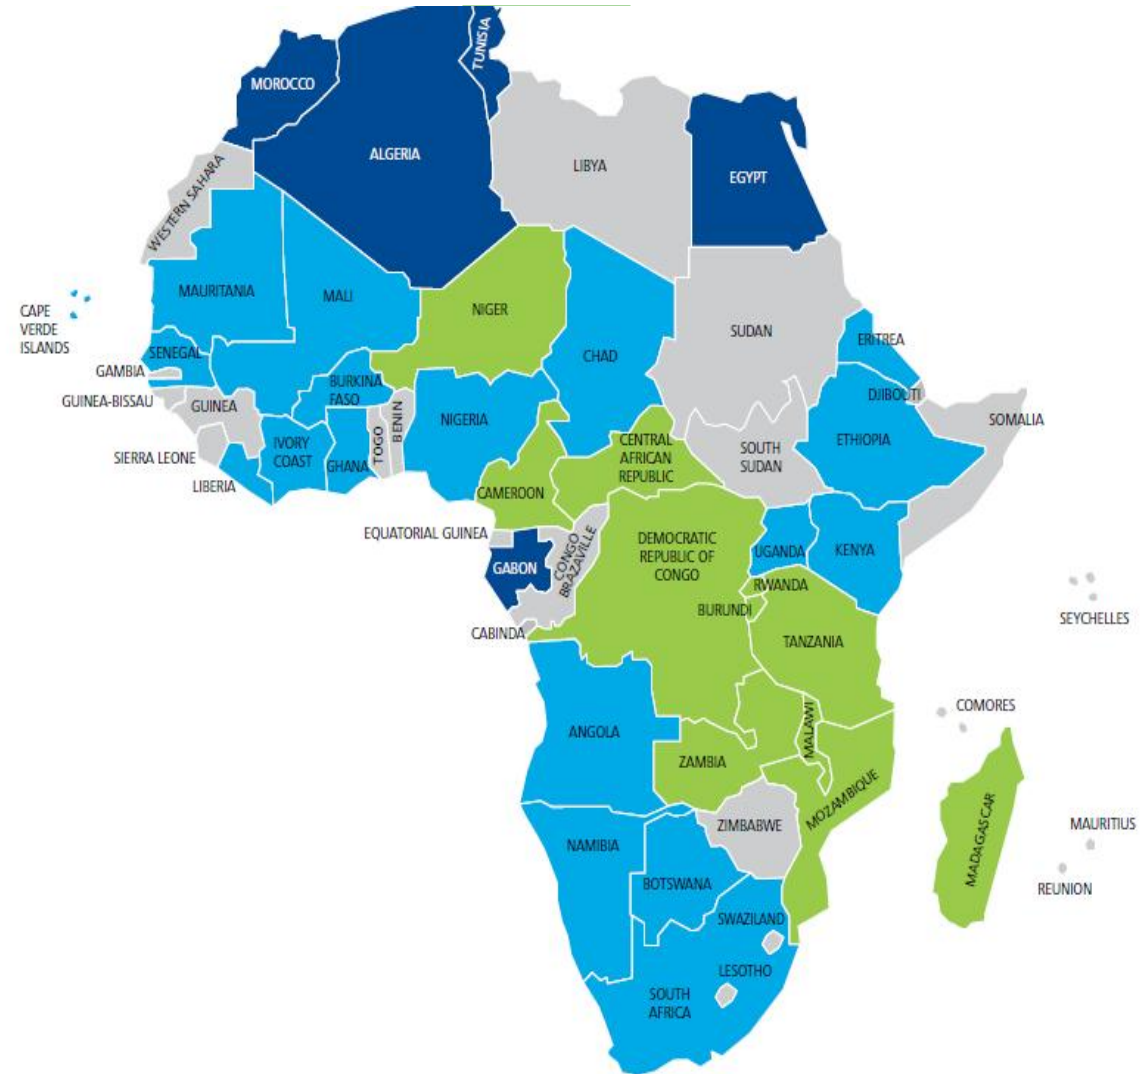 TUNISIA
MOROCCO
ALGERIA
LIBYA
EGYPT
WESTERN SAHARA
MAURITANIA
MALI
NIGER
CAPE
VERDE
ISLANDS
SUDAN
ERITREA
SENEGAL
CHAD
GAMBIA
BURKINA
FASO
DJIBOUTI
GUINEA-BISSAU
GUINEA
BENIN
NIGERIA
SOMALIA
TOGO
IVORY
COAST
CENTRAL
AFRICAN
REPUBLIC
SOUTH
SUDAN
ETHIOPIA
SIERRA LEONE
GHANA
LIBERIA
CAMEROON
EQUATORIAL GUINEA
CONGO
BRAZAVILLE
DEMOCRATIC
REPUBLIC OF
CONGO
UGANDA
KENYA
GABON
RWANDA
BURUNDI
SEYCHELLES
CABINDA
TANZANIA
COMORES
ANGOLA
MALAWI
ZAMBIA
MOZAMBIQUE
ZIMBABWE
MAURITIUS
NAMIBIA
MADAGASCAR
BOTSWANA
REUNION
SWAZILAND
LESOTHO
SOUTH
AFRICA